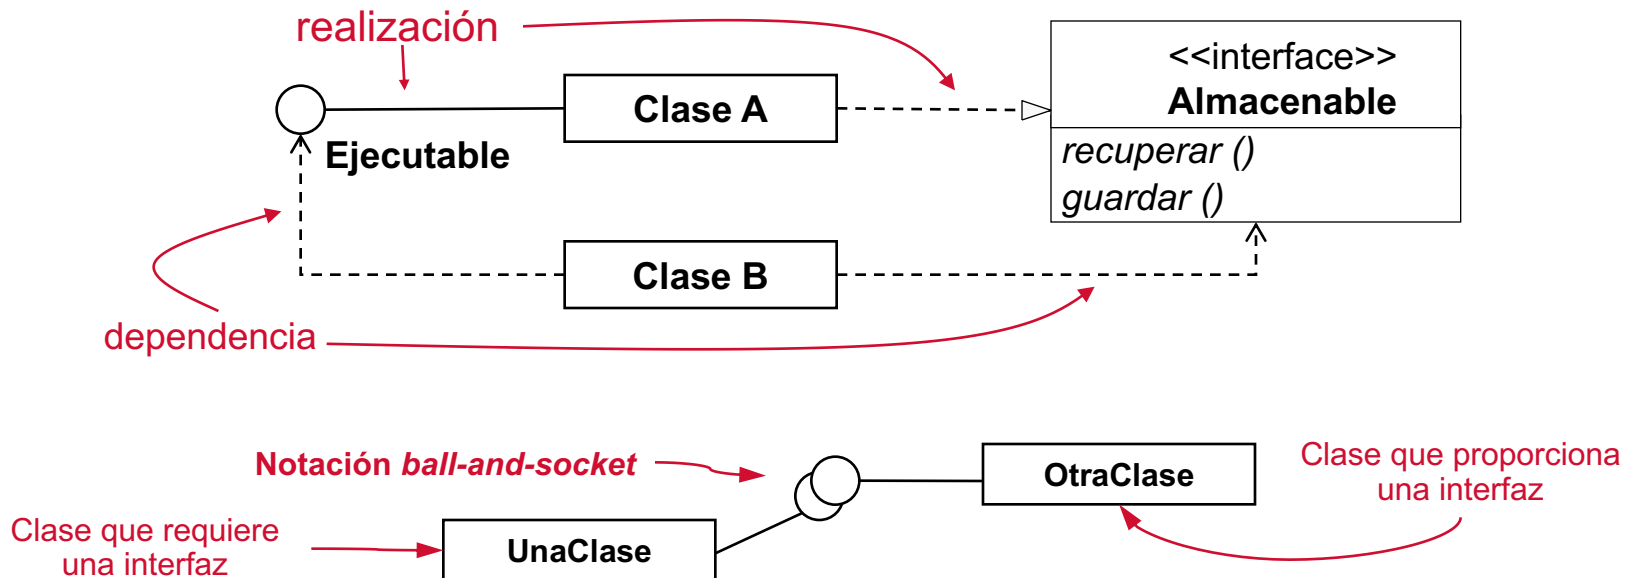 realización
<<interface>>
Almacenable
Clase A
Ejecutable
recuperar ()
guardar ()
Clase B
dependencia
Notación ball-and-socket
OtraClase
Clase que proporciona
una interfaz
Clase que requiere
una interfaz
UnaClase